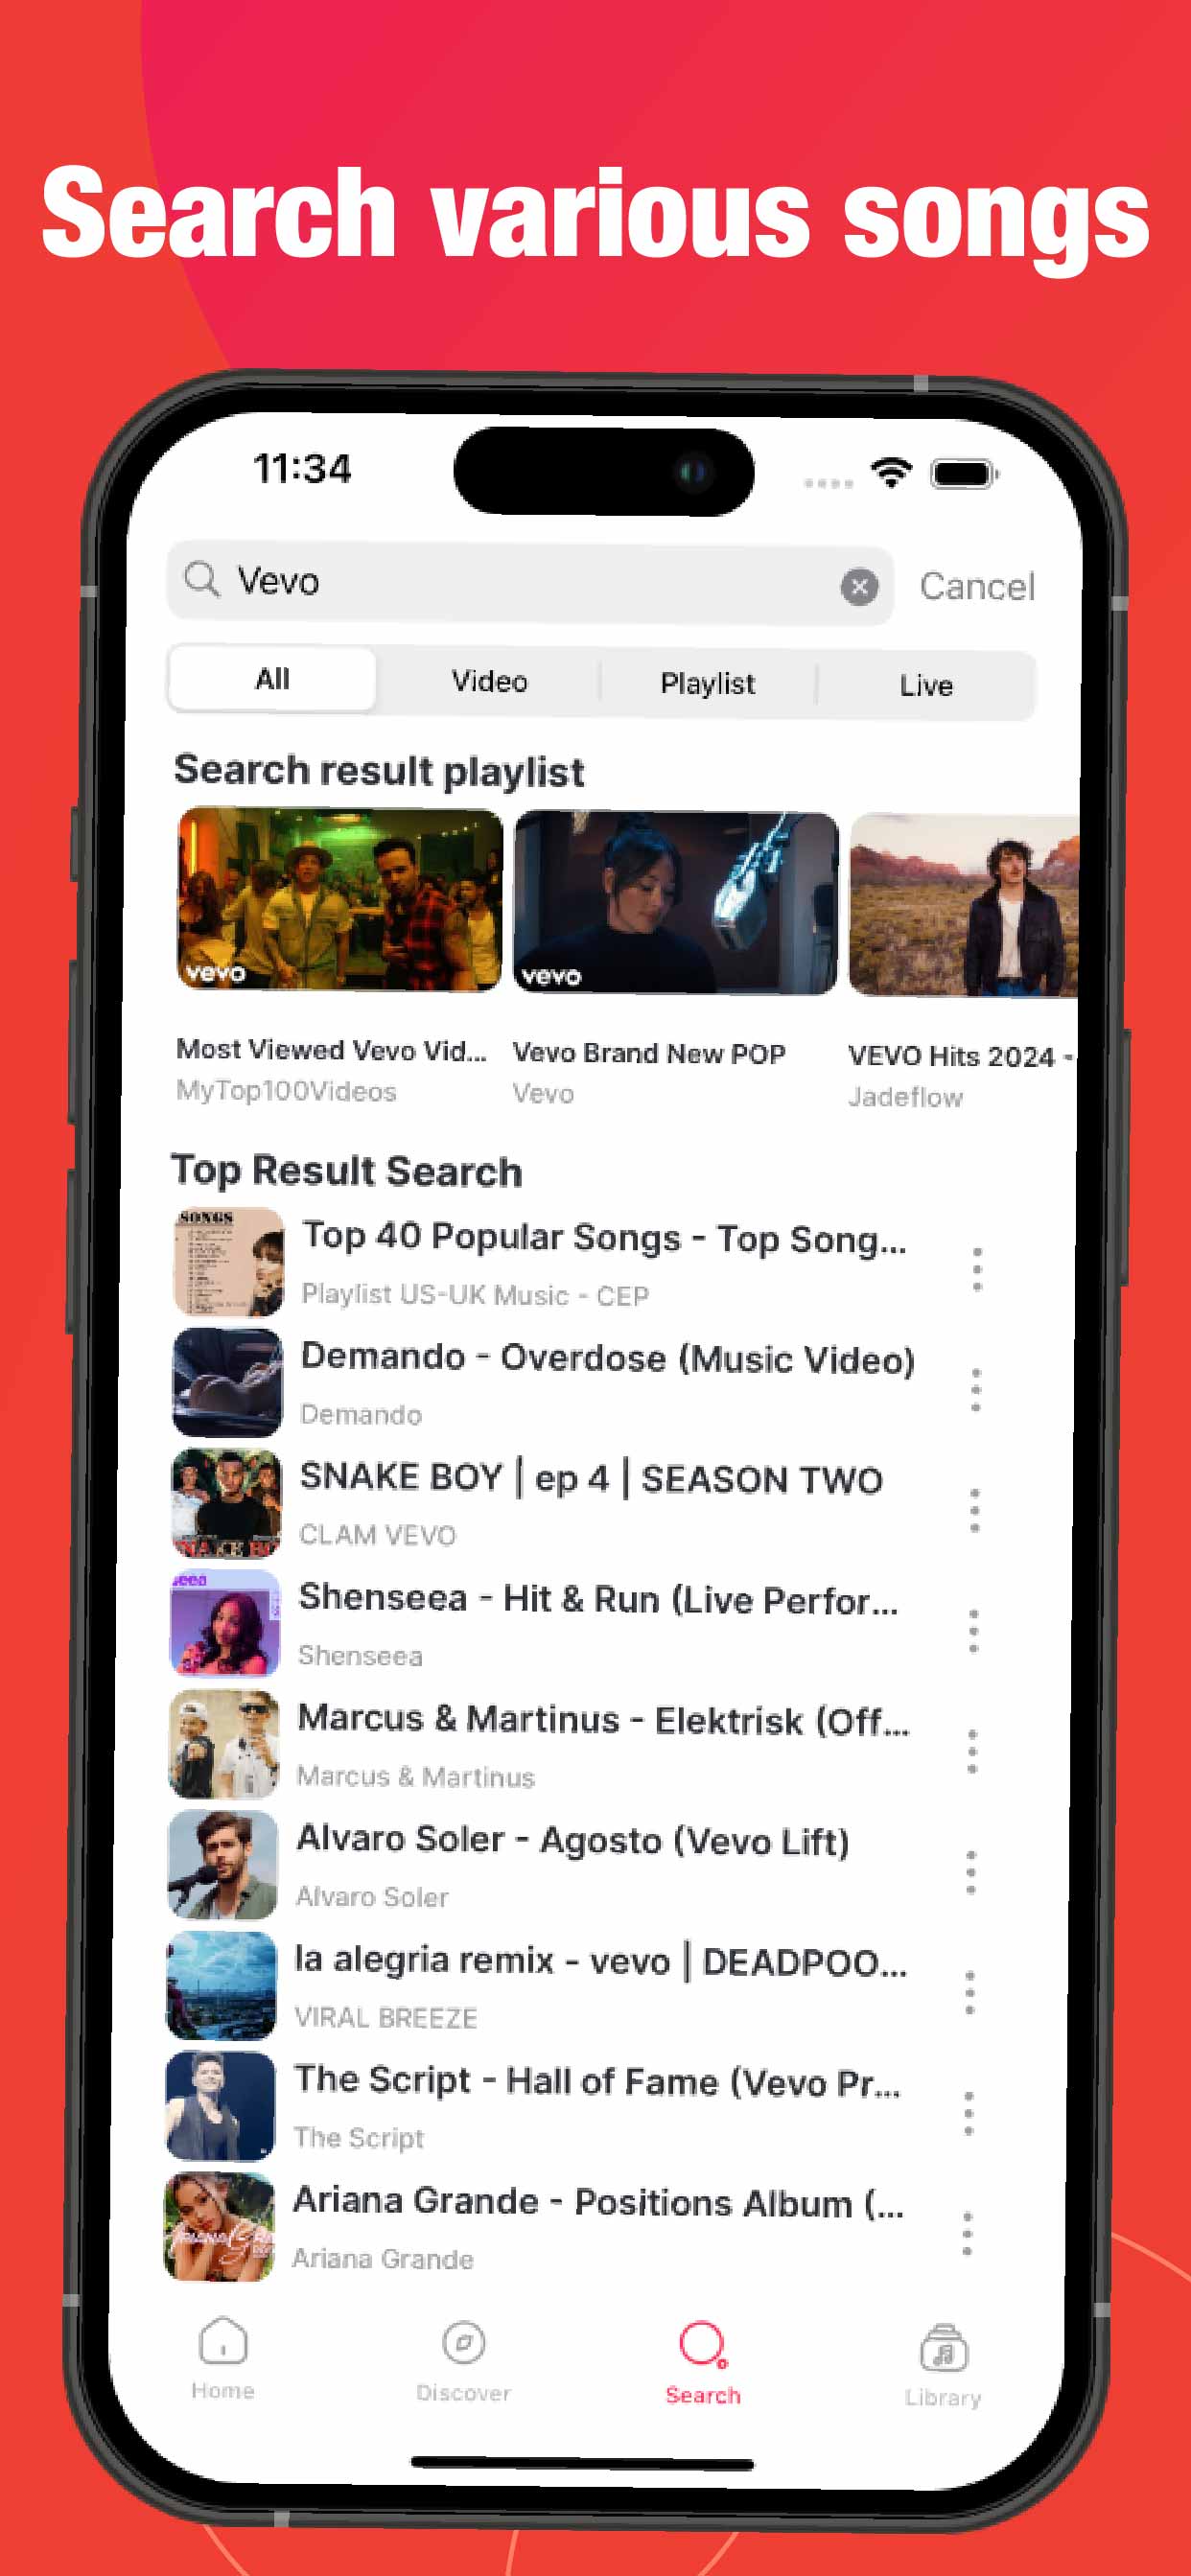 Search various songs
11:34
Vevo
Cancel
All Video Playlist Live
Search result playlist
vevo
vevo
Most Viewed Vevo Vid...
MyTop100Videos
Vevo Brand New POP
Vevo
VEVO Hits 2024 -
Jadeflow
Top Result Search
SONGS
Top 40 Popular Songs - Top Song...
Playlist US-UK Music - CEP
Demando - Overdose (Music Video)
Demando
SNAKE BOY | ep 4 | SEASON TWO
CLAM VEVO
Shenseea - Hit & Run (Live Perfor...
Shenseea
Marcus & Martinus - Elektrisk (Off...
Marcus & Martinus
Alvaro Soler - Agosto (Vevo Lift)
Alvaro Soler
la alegria remix - vevo | DEADPOO...
VIRAL BREEZE
The Script - Hall of Fame (Vevo Pr...
The Script
Ariana Grande - Positions Album (...
Ariana Grande
Home Discover Search Library